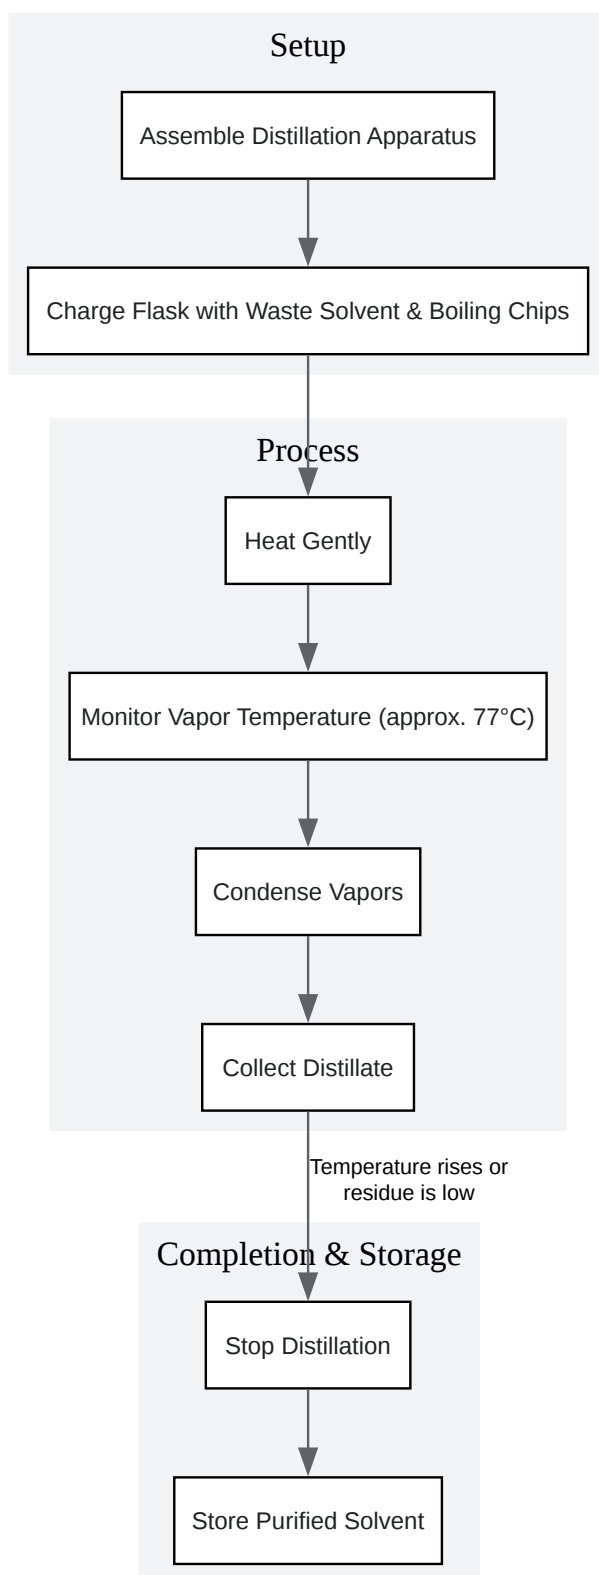 Setup
Assemble Distillation Apparatus
Charge Flask with Waste Solvent & Boiling Chips
Process
Heat Gently
Monitor Vapor Temperature (approx. 77°C)
Condense Vapors
Collect Distillate
Temperature rises or
residue is low
Completion & Storage
Stop Distillation
Store Purified Solvent